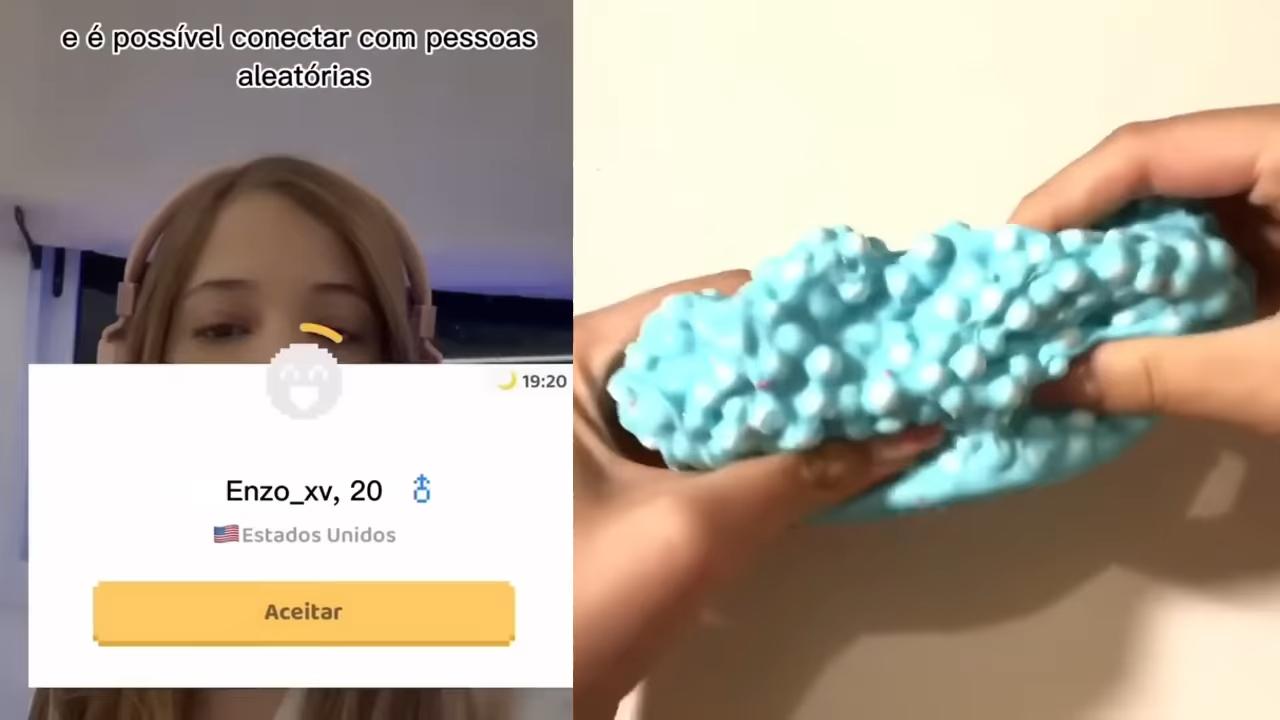 e é possível conectar com pessoas
aleatórias
🌙 19:20
Enzo_xv, 20
🇺🇸Estados Unidos
Aceitar